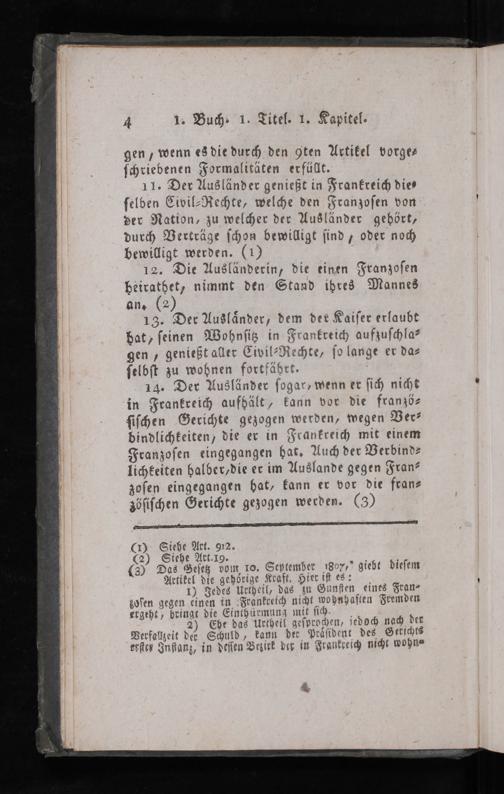 4 1. Buch. 1. Titel. 1. Kapitel.
gen, wenn es die durch den 9ten Artikel vorge-
schriebenen Formalitäten erfüllt.
11. Der Ausländer genießt in Frankreich die-
selben Civil-Rechte, welche den Franzosen von
der Nation, zu welcher der Ausländer gehört,
durch Verträge schon bewilligt sind, oder noch
bewilligt werden. (1)
12. Die Ausländerin, die einen Franzosen
heirathet, nimmt den Stand ihres Mannes
an. (2)
13. Der Ausländer, dem der Kaiser erlaubt
hat, seinen Wohnsitz in Frankreich aufzuschla-
gen, genießt aller Civil-Rechte, so lange er da-
selbst zu wohnen fortfährt.
14. Der Ausländer sogar, wenn er sich nicht
in Frankreich aufhält, kann vor die franzö-
sischen Gerichte gezogen werden, wegen Ver-
bindlichkeiten, die er in Frankreich mit einem
Franzosen eingegangen hat. Auch der Verbind-
lichkeiten halber, die er im Auslande gegen Fran-
zosen eingegangen hat, kann er vor die fran-
zösischen Gerichte gezogen werden. (3)
(1) Siehe Art. 912.
(2) Siehe Art. 19.
(3) Das Gesetz vom 10. September 1807, giebt diesem
Artikel die gehörige Kraft. Hier ist es:
1) Jedes Urtheil, das zu Gunsten eines Fran-
zosen gegen einen in Frankreich nicht wohnhaften Fremden
ergeht, bringt die Einthürmung mit sich.
2) Ehe das Urtheil gesprochen, jedoch nach der
Verfallzeit der Schuld, kann der Präsident des Gerichts
erster Instanz, in dessen Bezirk der in Frankreich nicht wohn-